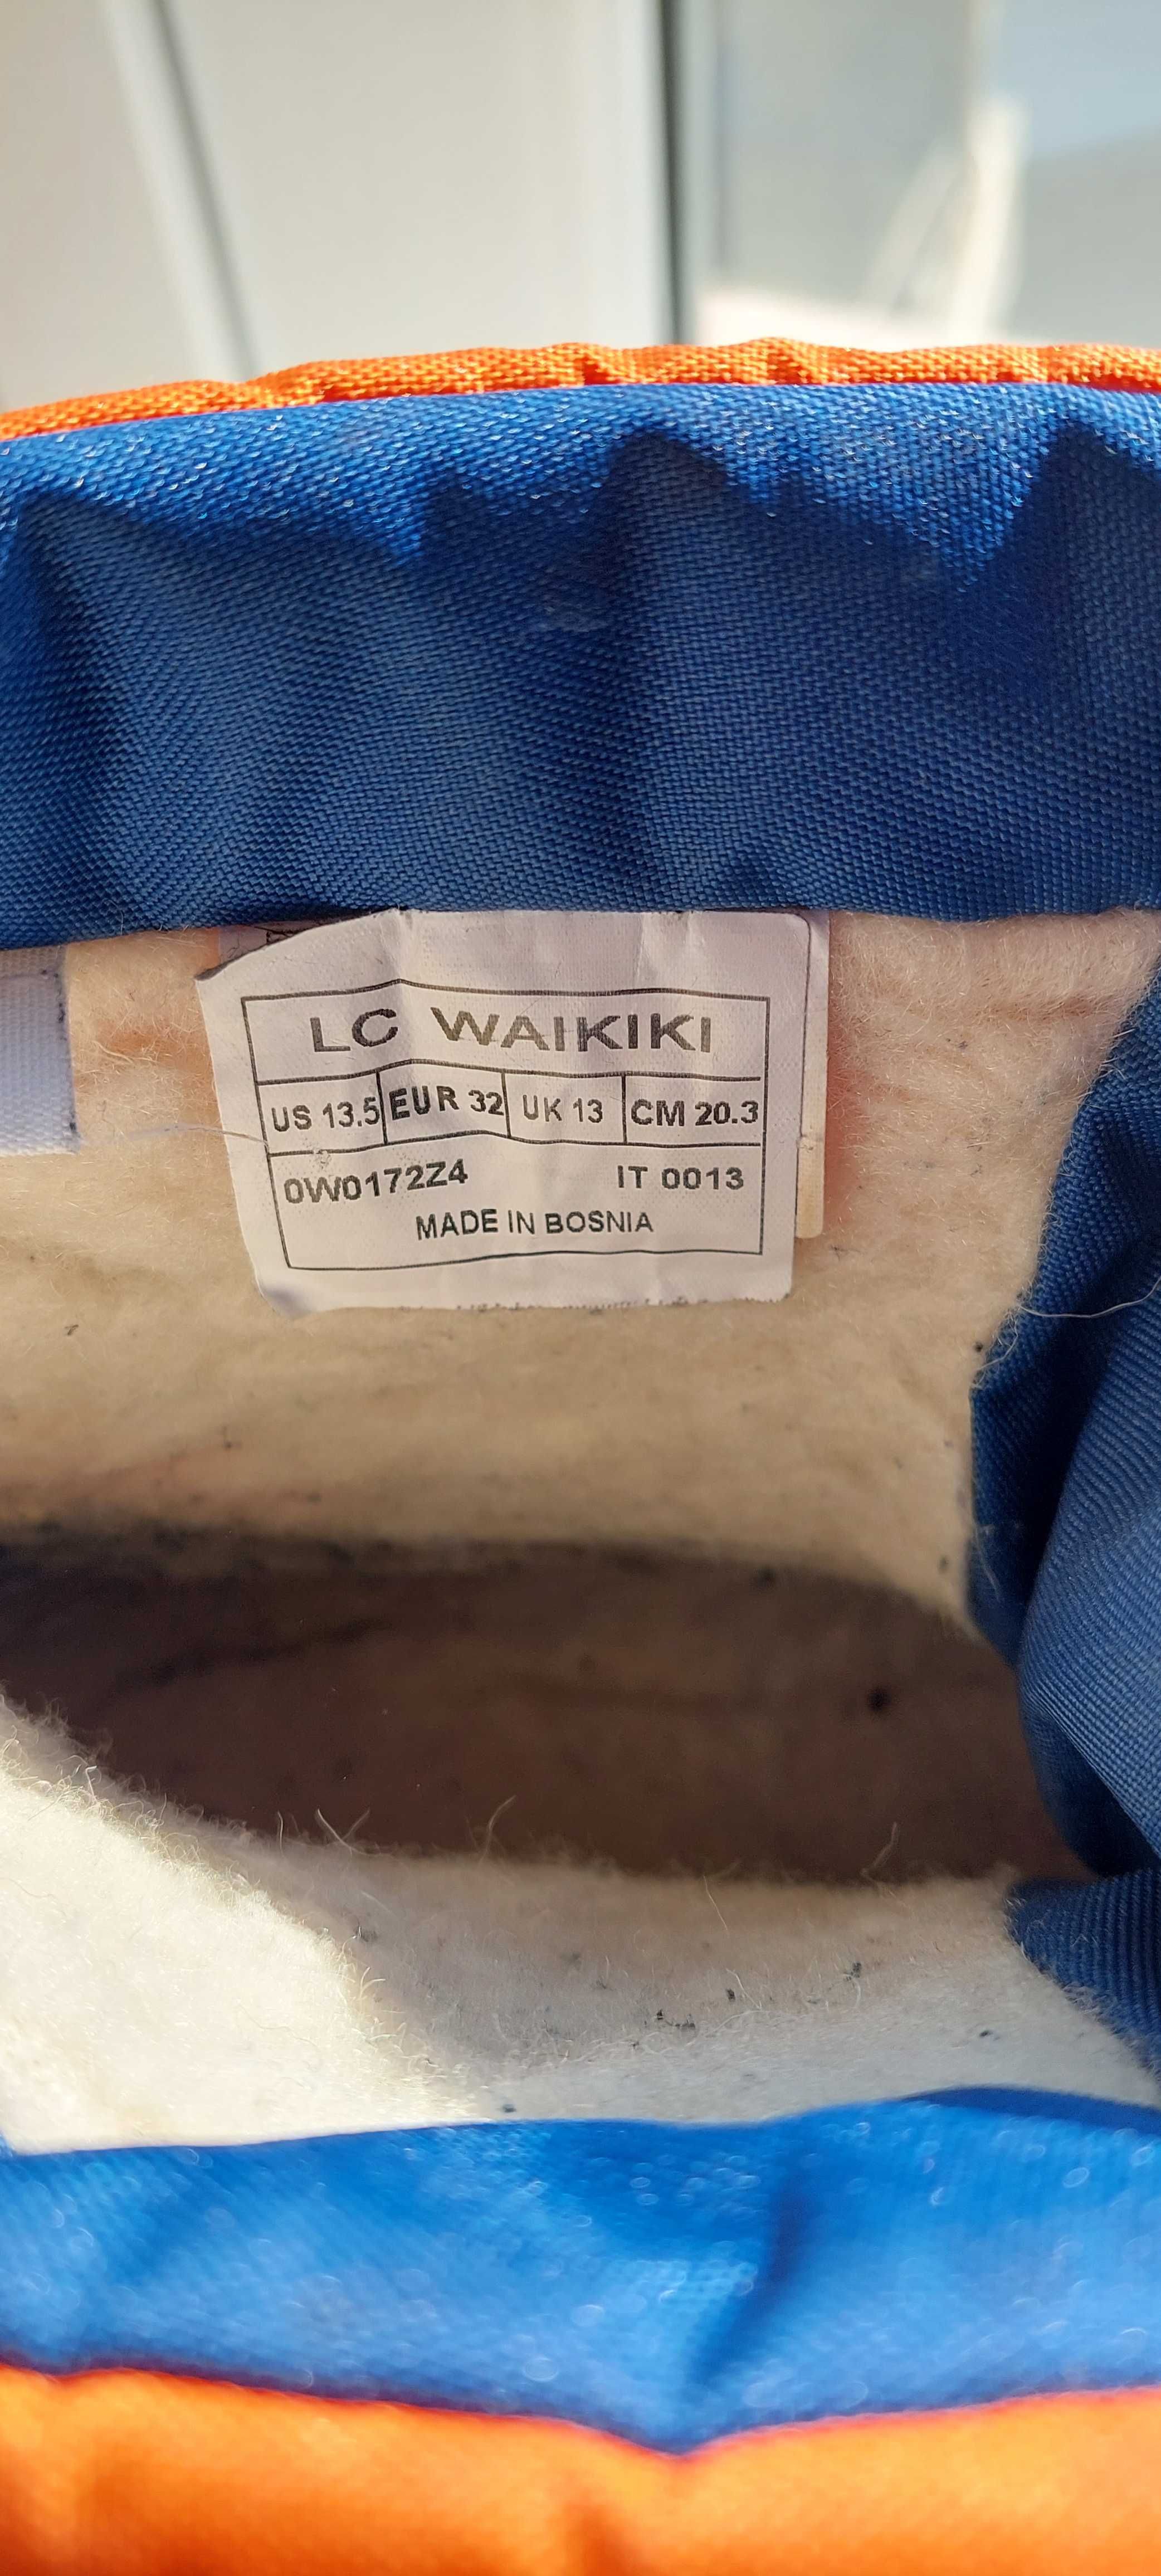 LC WAIKIKI
US 13.5 EUR 32 UK 13 CM 20.3
0W0172Z4 IT 0013
MADE IN BOSNIA